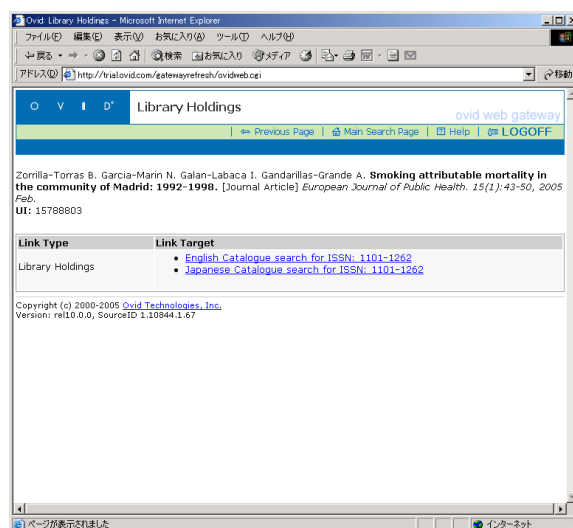 Ovid: Library Holdings - Microsoft Internet Explorer
ファイル(F) 編集(E) 表示(V) お気に入り(A) ツール(T) ヘルプ(H)
戻る 検索 お気に入り メディア
アドレス(D) http://trial.ovid.com/gatewayrefresh/ovidweb.cgi 移動
O V I D Library Holdings
ovid web gateway
| Previous Page | Main Search Page | Help | LOGOFF
Zorrilla-Torras B. Garcia-Marin N. Galan-Labaca I. Gandarillas-Grande A. Smoking attributable mortality in
the community of Madrid: 1992-1998. [Journal Article] European Journal of Public Health. 15(1):43-50, 2005
Feb.
UI: 15788803
Link Type Link Target
Library Holdings
• English Catalogue search for ISSN: 1101-1262
• Japanese Catalogue search for ISSN: 1101-1262
Copyright (c) 2000-2005 Ovid Technologies, Inc.
Version: rel10.0.0, SourceID 1.10844.1.67
ページが表示されました インターネット